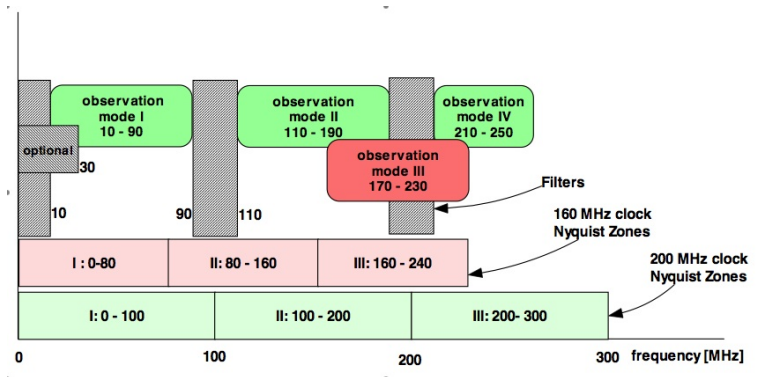 observation
mode I
10 - 90
observation
mode II
110 - 190
observation
mode IV
210 - 250
optional
30
observation
mode III
170 - 230
10
90
110
Filters
160 MHz clock
Nyquist Zones
I : 0-80
II: 80 - 160
III: 160 - 240
200 MHz clock
Nyquist Zones
I: 0 - 100
II: 100 - 200
III: 200- 300
0
100
200
300
frequency [MHz]